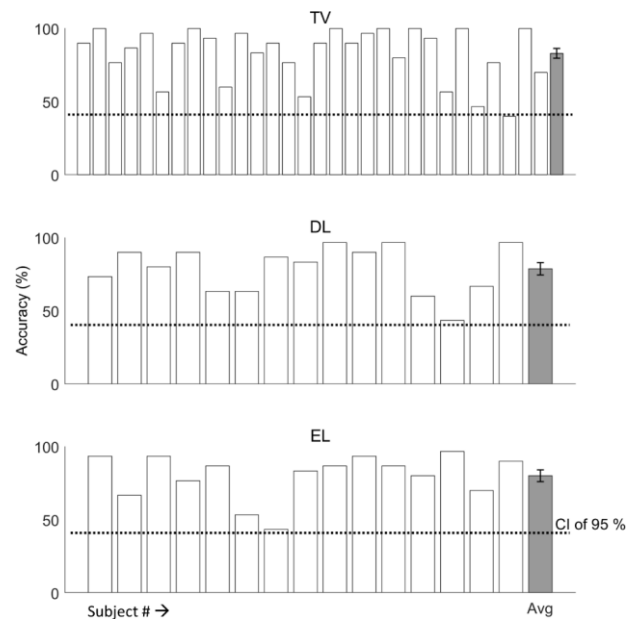 TV
100
50
0
DL
100
50
0
Accuracy (%)
EL
100
50
0
CI of 95 %
Subject # →
Avg